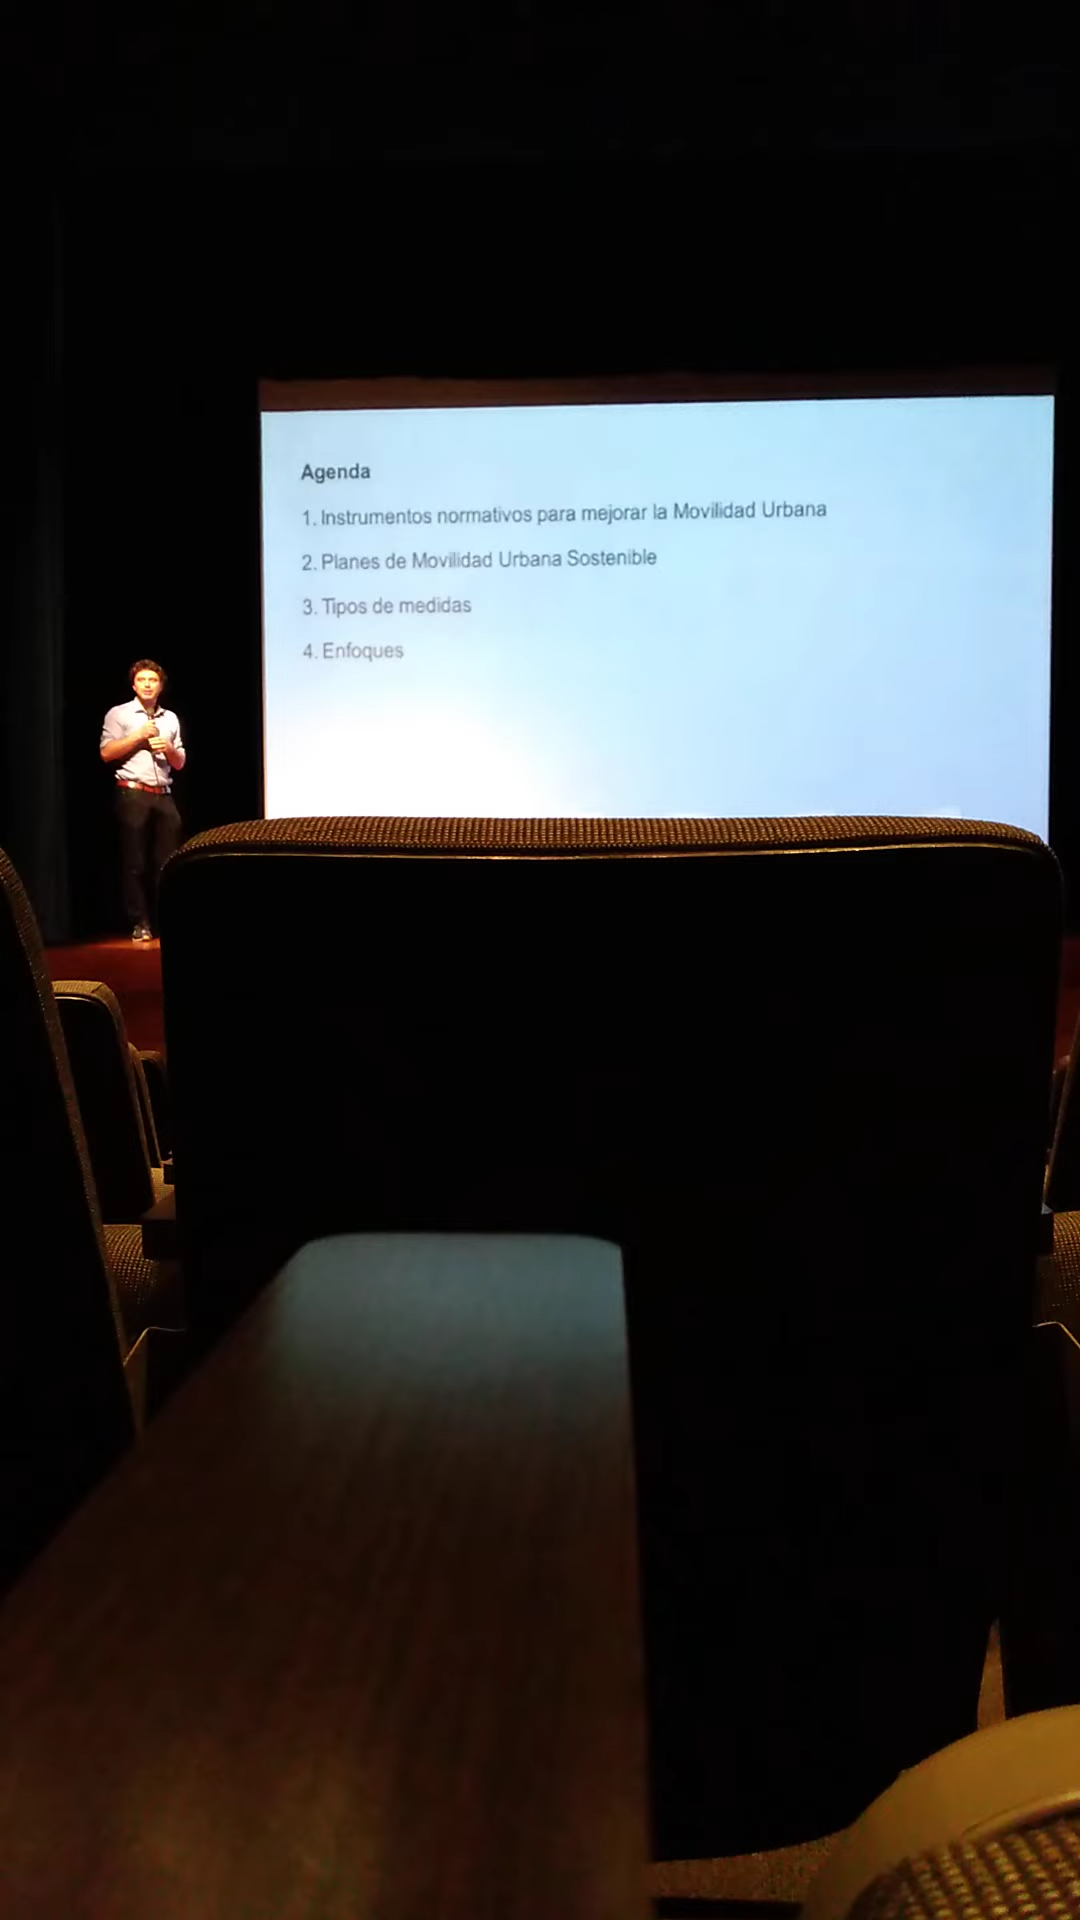 Agenda
1. Instrumentos normativos para mejorar la Movilidad Urbana
2. Planes de Movilidad Urbana Sostenible
3. Tipos de medidas
4. Enfoques